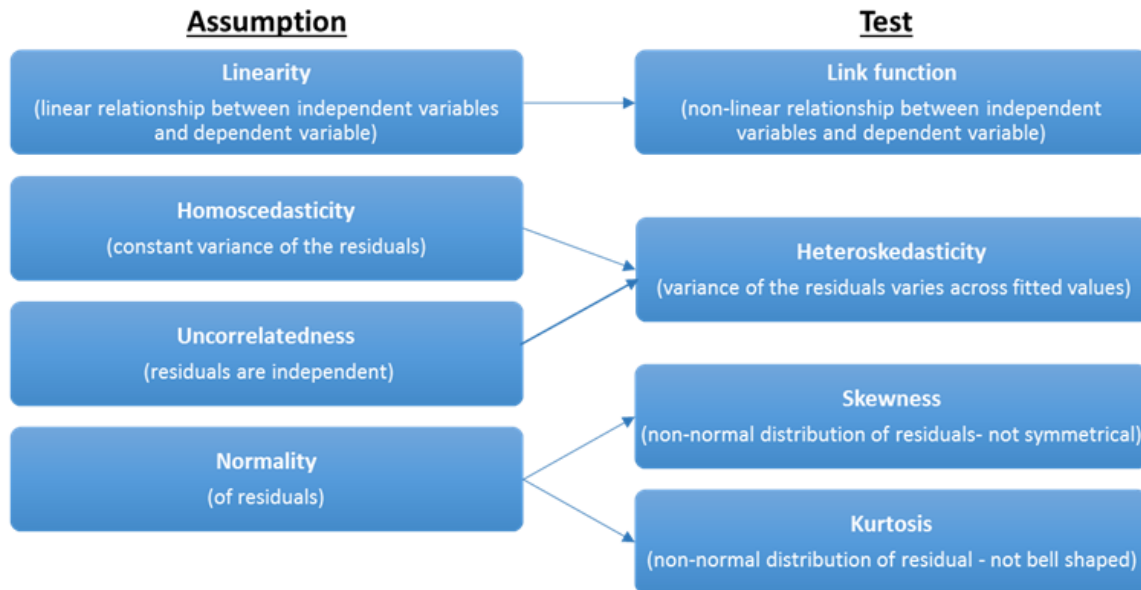 Assumption
Test
Linearity
(linear relationship between independent variables
and dependent variable)
Link function
(non-linear relationship between independent
variables and dependent variable)
Homoscedasticity
(constant variance of the residuals)
Heteroskedasticity
(variance of the residuals varies across fitted values)
Uncorrelatedness
(residuals are independent)
Skewness
(non-normal distribution of residuals- not symmetrical)
Normality
(of residuals)
Kurtosis
(non-normal distribution of residual - not bell shaped)